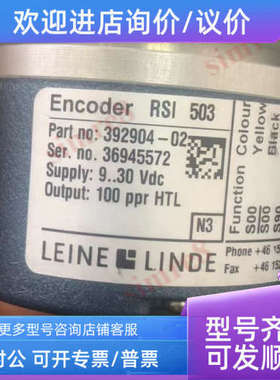 欢迎进店询价/议价
Encoder RSI 503
Part no: 392904-02
Ser. no. 36945572
Supply: 9..30 Vdc
Output: 100 ppr HTL
N3
Function Colour
S00 Yellow
S00 Black
LEINE LINDE
Phone +46 15
Fax +46 15
更多型号咨询客服
型号齐
对公 可开专票/普票
可发顺